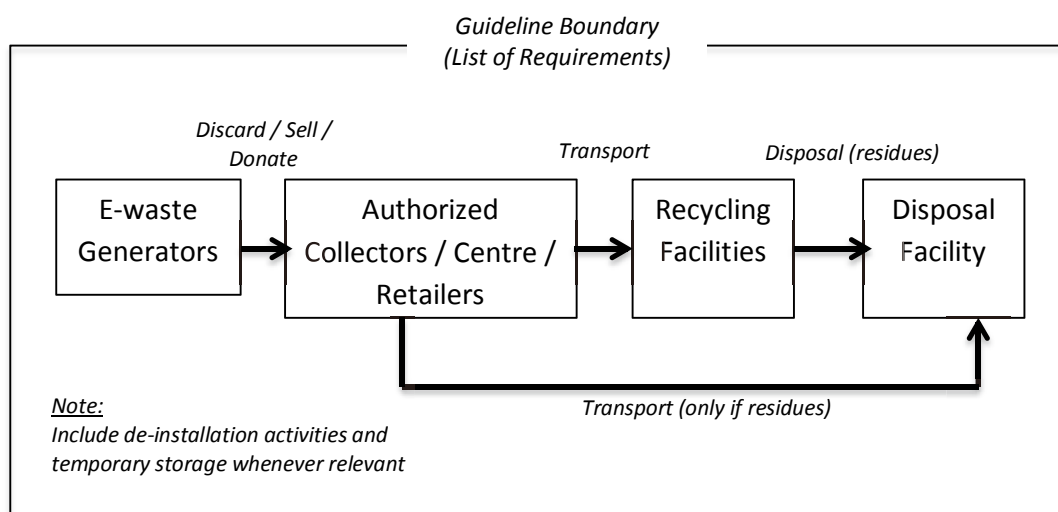 Guideline Boundary
(List of Requirements)
Discard / Sell /
Donate
Transport
Disposal (residues)
E-waste
Generators
Authorized
Collectors / Centre /
Retailers
Recycling
Facilities
Disposal
Facility
Transport (only if residues)
Note:
Include de-installation activities and
temporary storage whenever relevant